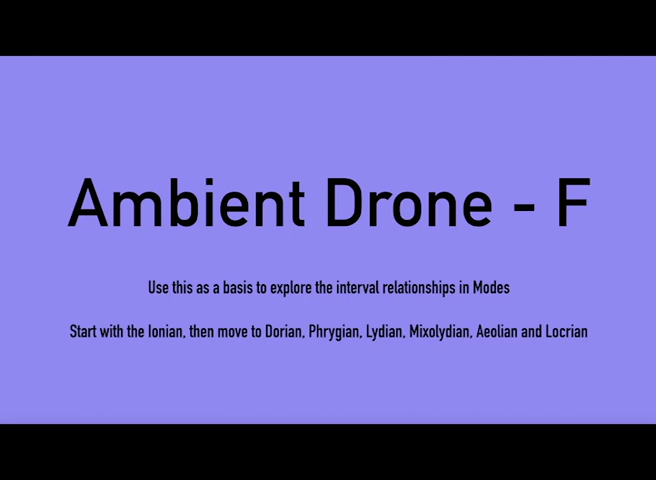 Ambient Drone - F
Use this as a basis to explore the interval relationships in Modes
Start with the Ionian, then move to Dorian, Phrygian, Lydian, Mixolydian, Aeolian and Locrian